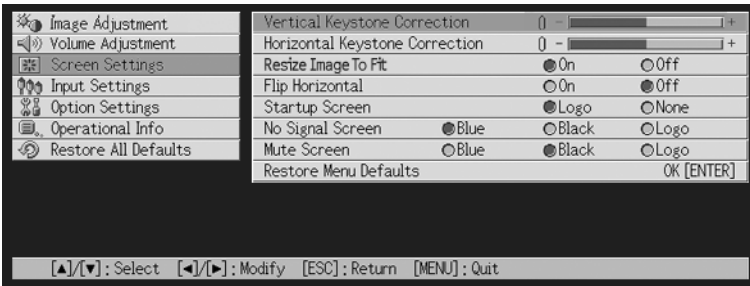 Image Adjustment
Volume Adjustment
Screen Settings
Input Settings
Option Settings
Operational Info
Restore All Defaults
Vertical Keystone Correction 0 - +
Horizontal Keystone Correction 0 - +
Resize Image To Fit On Off
Flip Horizontal On Off
Startup Screen Logo None
No Signal Screen Blue Black Logo
Mute Screen Blue Black Logo
Restore Menu Defaults OK [ENTER]
[▲]/[▼] : Select [◄]/[►] : Modify [ESC] : Return [MENU] : Quit